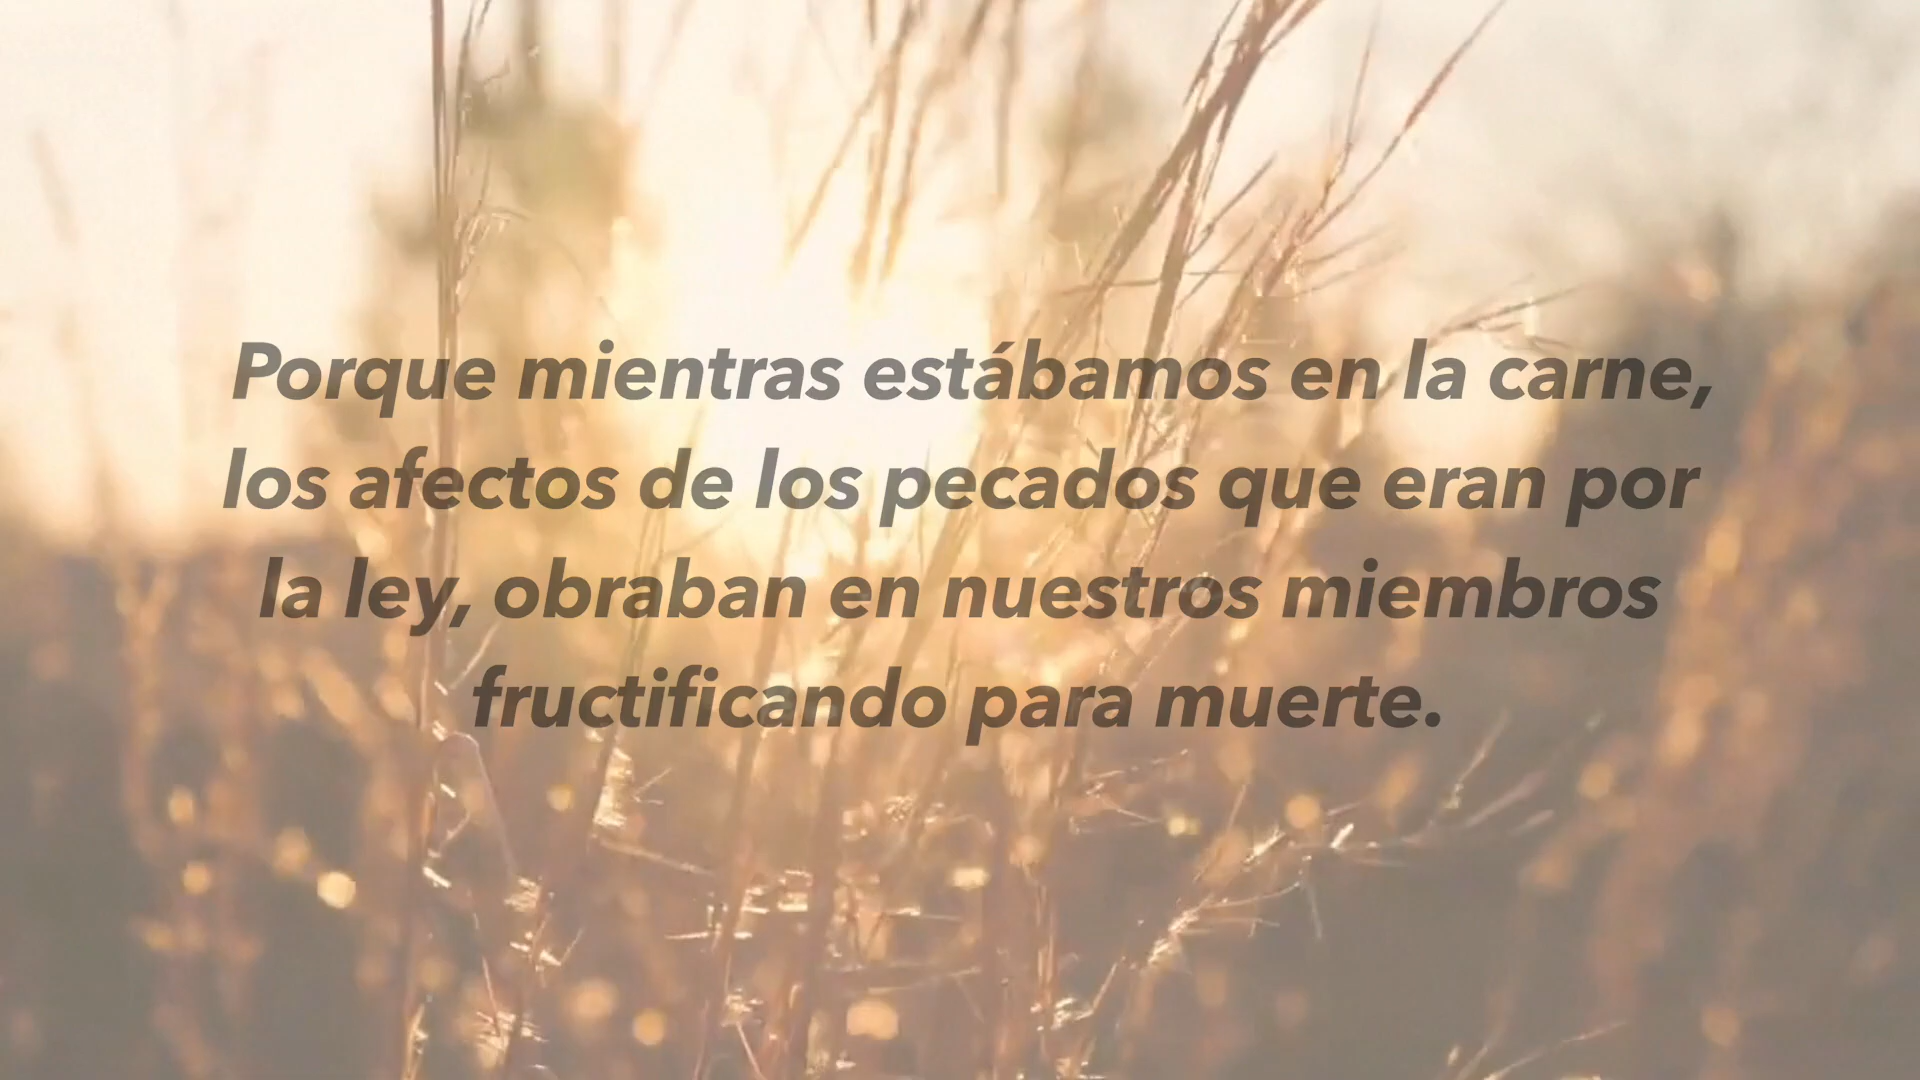 Porque mientras estábamos en la carne,
los afectos de los pecados que eran por
la ley, obraban en nuestros miembros
fructificando para muerte.